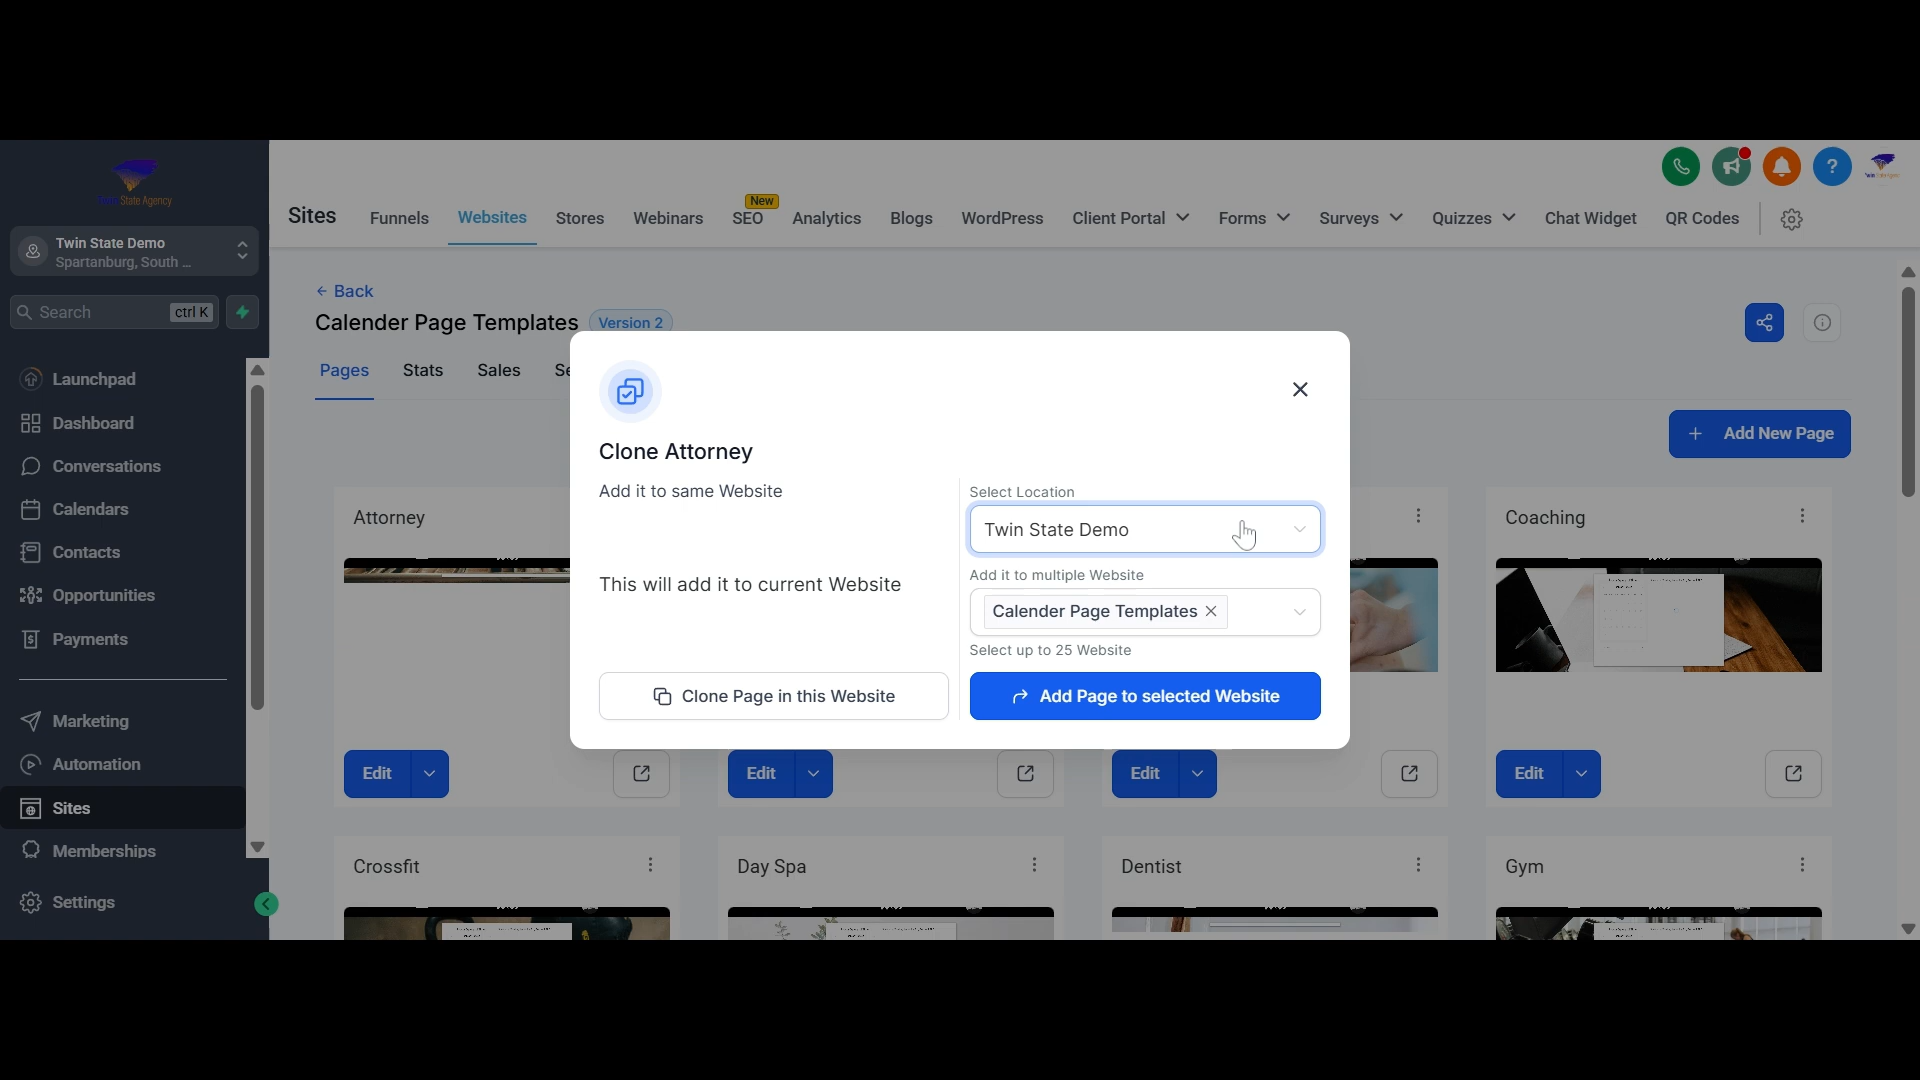 Twin State Agency
Twin State Demo
Spartanburg, South ...
Search
ctrl K
Launchpad
Dashboard
Conversations
Calendars
Contacts
Opportunities
Payments
Marketing
Automation
Sites
Memberships
Settings
Sites
Funnels
Websites
Stores
Webinars
New
SEO
Analytics
Blogs
WordPress
Client Portal
Forms
Surveys
Quizzes
Chat Widget
QR Codes
?
← Back
Calender Page Templates
Version 2
Pages
Stats
Sales
Se
+ Add New Page
Clone Attorney
Add it to same Website
This will add it to current Website
Clone Page in this Website
Select Location
Twin State Demo
Add it to multiple Website
Calender Page Templates
Select up to 25 Website
Add Page to selected Website
Attorney
Coaching
Edit
Edit
Edit
Edit
Crossfit
Day Spa
Dentist
Gym